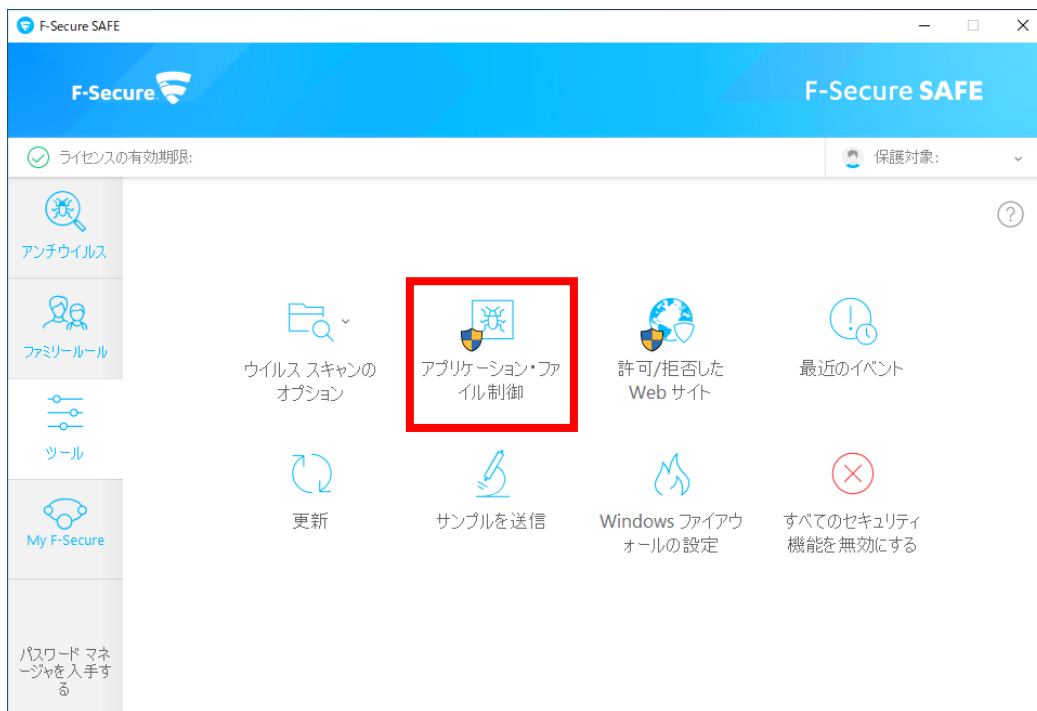 F-Secure SAFE
F-Secure
F-Secure SAFE
ライセンスの有効期限:
保護対象:
アンチウイルス
ファミリールール
ツール
My F-Secure
パスワード マネ
ージャを入手す
る
ウイルス スキャンの
オプション
アプリケーション・ファ
イル制御
許可/拒否した
Web サイト
最近のイベント
更新
サンプルを送信
Windows ファイアウ
ォールの設定
すべてのセキュリティ
機能を無効にする